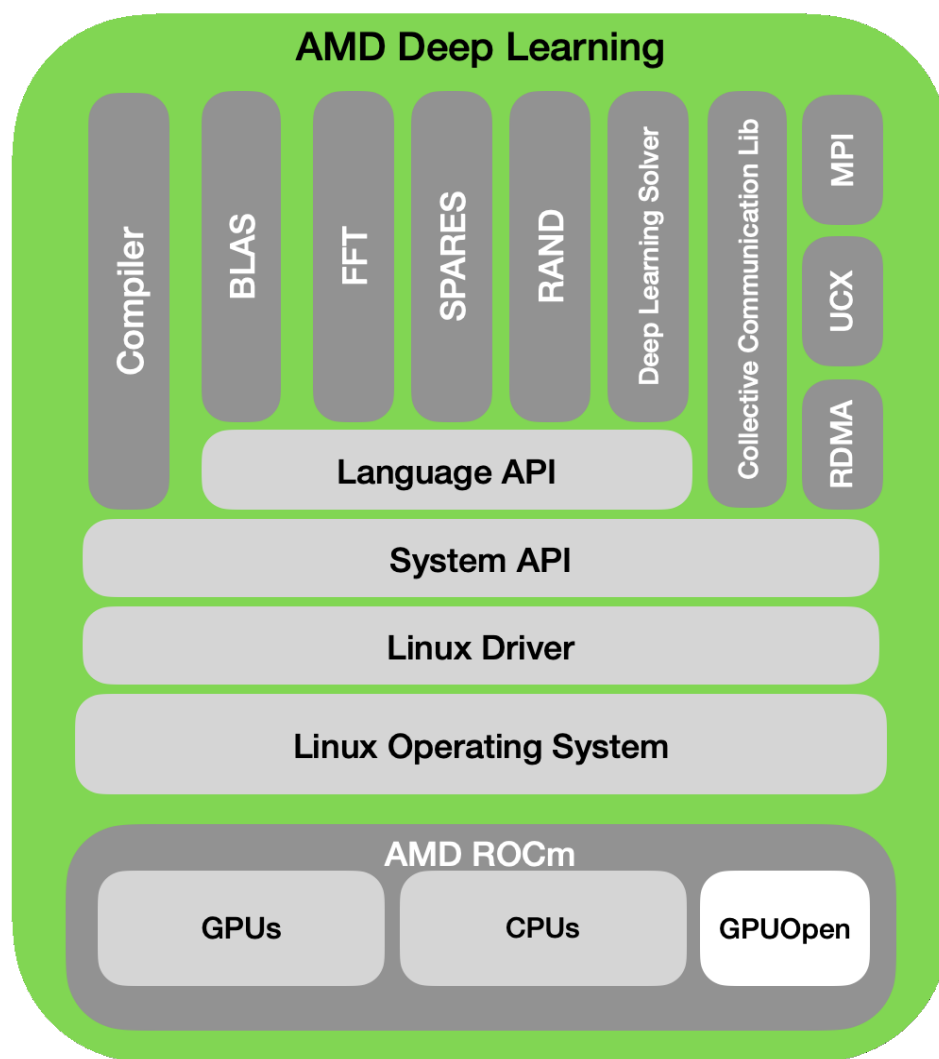 AMD Deep Learning
Compiler
BLAS
FFT
SPARES
RAND
Deep Learning Solver
Collective Communication Lib
MPI
UCX
RDMA
Language API
System API
Linux Driver
Linux Operating System
AMD ROCm
GPUs
CPUs
GPUOpen